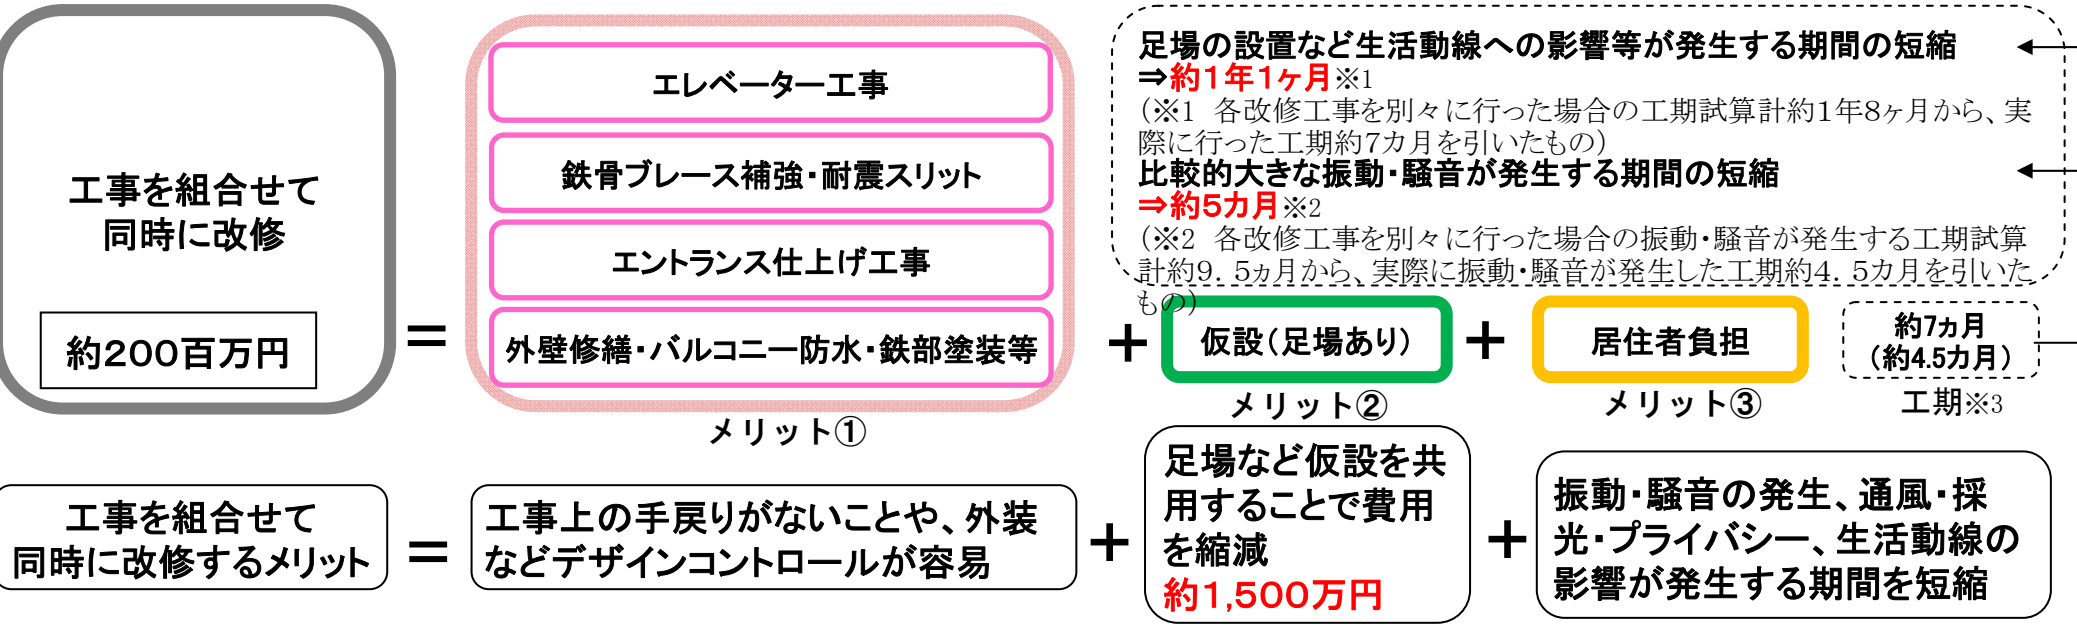 工事を組合せて
同時に改修
約200百万円
＝
エレベーター工事
鉄骨ブレース補強・耐震スリット
エントランス仕上げ工事
外壁修繕・バルコニー防水・鉄部塗装等
メリット①
足場の設置など生活動線への影響等が発生する期間の短縮
⇒約1年1ヶ月※1
(※1 各改修工事を別々に行った場合の工期試算計約1年8ヶ月から、実
際に行った工期約7カ月を引いたもの)
比較的大きな振動・騒音が発生する期間の短縮
⇒約5カ月※2
(※2 各改修工事を別々に行った場合の振動・騒音が発生する工期試算
計約9．5ヵ月から、実際に振動・騒音が発生した工期約4．5カ月を引いた
もの)
＋
仮設(足場あり)
メリット②
＋
居住者負担
メリット③
約7ヵ月
(約4.5カ月)
工期※3
工事を組合せて
同時に改修するメリット
＝
工事上の手戻りがないことや、外装
などデザインコントロールが容易
＋
足場など仮設を共
用することで費用
を縮減
約1,500万円
＋
振動・騒音の発生、通風・採
光・プライバシー、生活動線の
影響が発生する期間を短縮